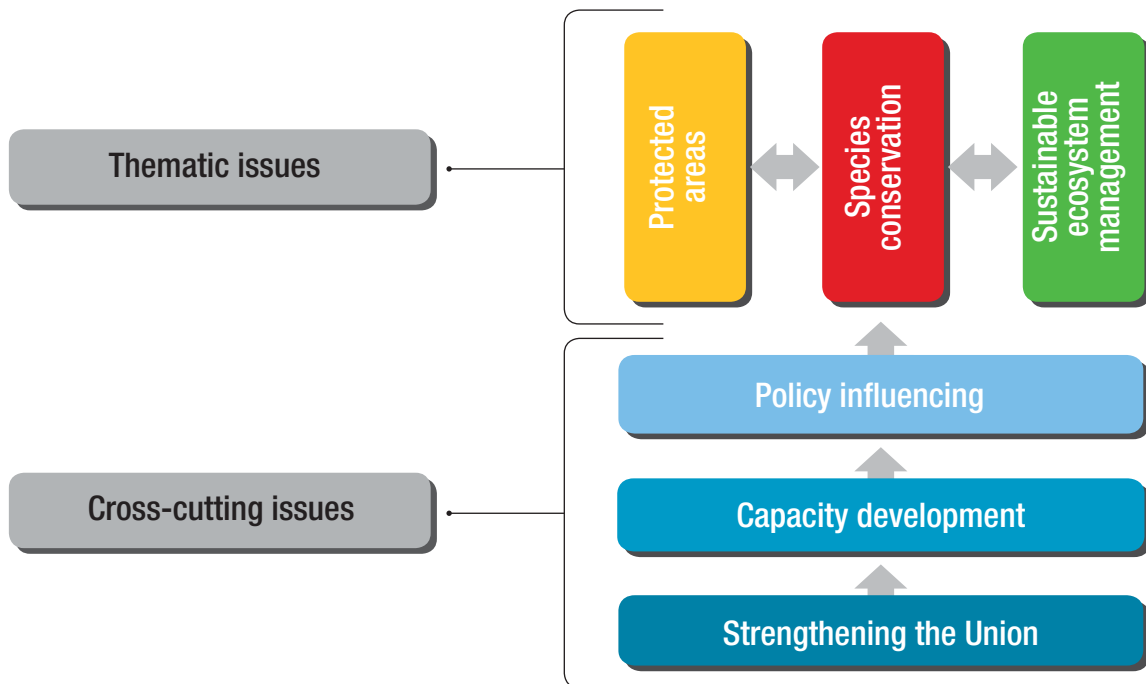 Thematic issues
Protected
areas
Species
conservation
Sustainable
ecosystem
management
Cross-cutting issues
Policy influencing
Capacity development
Strengthening the Union